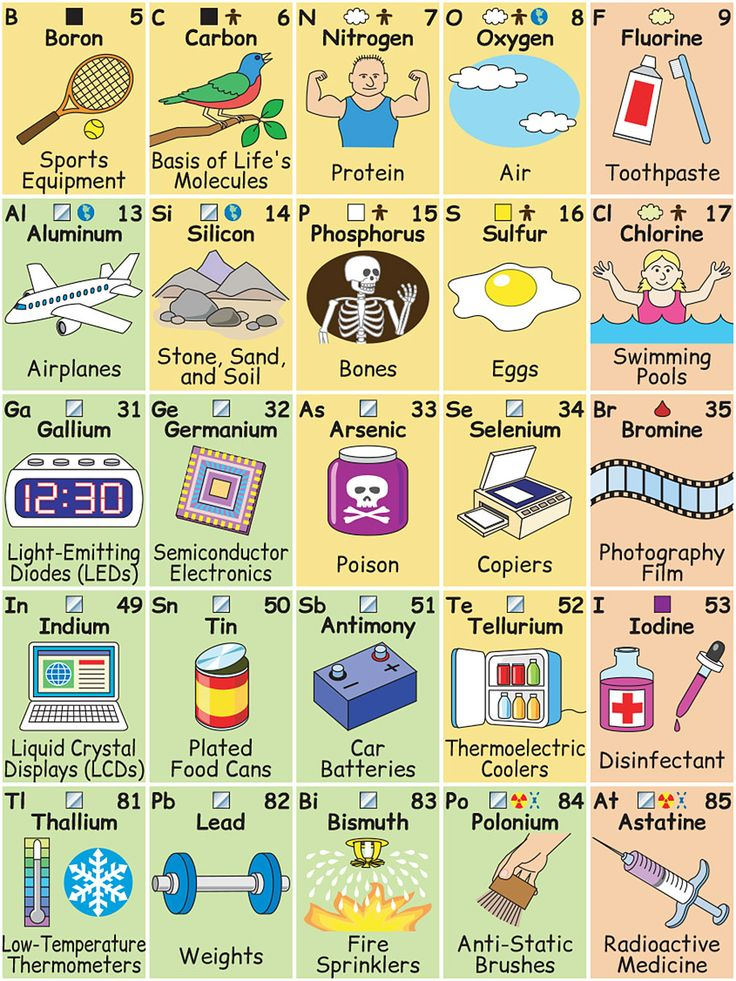 B 5
Boron
Sports
Equipment
C 6
Carbon
Basis of Life's
Molecules
N 7
Nitrogen
Protein
O 8
Oxygen
Air
F 9
Fluorine
Toothpaste
Al 13
Aluminum
Airplanes
Si 14
Silicon
Stone, Sand,
and Soil
P 15
Phosphorus
Bones
S 16
Sulfur
Eggs
Cl 17
Chlorine
Swimming
Pools
Ga 31
Gallium
12:30
Light-Emitting
Diodes (LEDs)
Ge 32
Germanium
Semiconductor
Electronics
As 33
Arsenic
Poison
Se 34
Selenium
Copiers
Br 35
Bromine
Photography
Film
In 49
Indium
Liquid Crystal
Displays (LCDs)
Sn 50
Tin
Plated
Food Cans
Sb 51
Antimony
- +
Car
Batteries
Te 52
Tellurium
Thermoelectric
Coolers
I 53
Iodine
Disinfectant
Tl 81
Thallium
Low-Temperature
Thermometers
Pb 82
Lead
Weights
Bi 83
Bismuth
Fire
Sprinklers
Po 84
Polonium
Anti-Static
Brushes
At 85
Astatine
Radioactive
Medicine